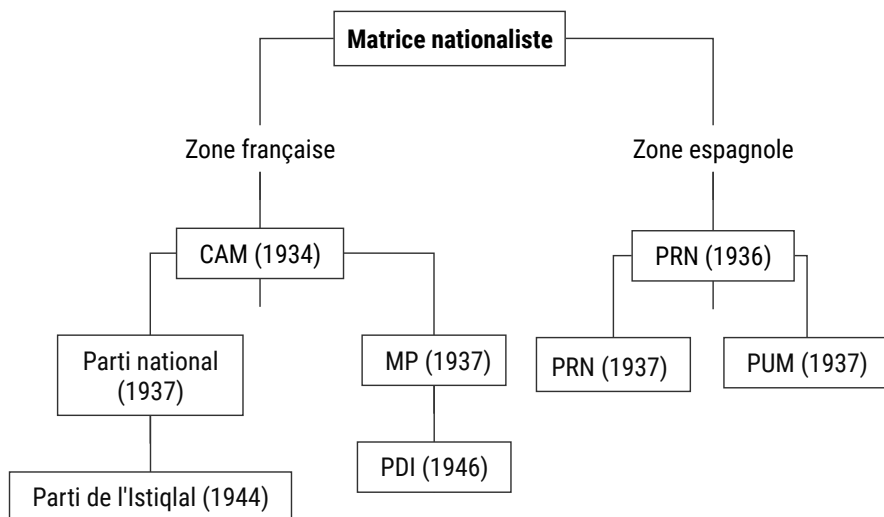 Matrice nationaliste
Zone française
Zone espagnole
CAM (1934)
PRN (1936)
Parti national
(1937)
MP (1937)
PRN (1937)
PUM (1937)
PDI (1946)
Parti de l'Istiqlal (1944)